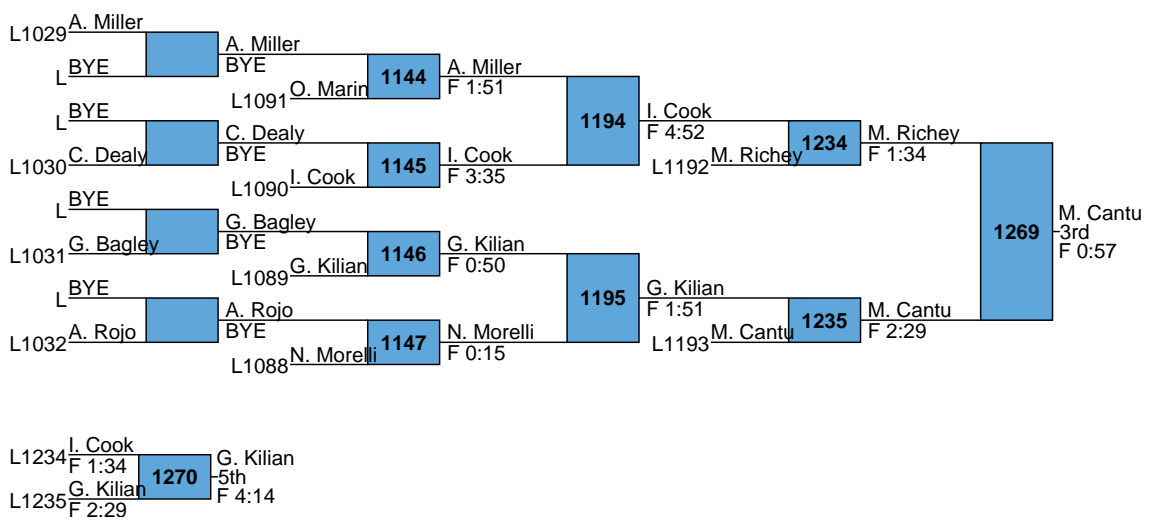 L1029 A. Miller
L BYE
A. Miller
BYE
L1091 O. Marin
1144
A. Miller
F 1:51
L BYE
L1030 C. Dealy
C. Dealy
BYE
L1090 I. Cook
1145
I. Cook
F 3:35
1194
I. Cook
F 4:52
L1192 M. Richey
1234
M. Richey
F 1:34
L BYE
L1031 G. Bagley
G. Bagley
BYE
L1089 G. Kilian
1146
G. Kilian
F 0:50
L BYE
L1032 A. Rojo
A. Rojo
BYE
L1088 N. Morelli
1147
N. Morelli
F 0:15
1195
G. Kilian
F 1:51
L1193 M. Cantu
1235
M. Cantu
F 2:29
1269
M. Cantu
3rd
F 0:57
L1234 I. Cook
F 1:34
L1235 G. Kilian
F 2:29
1270
G. Kilian
5th
F 4:14